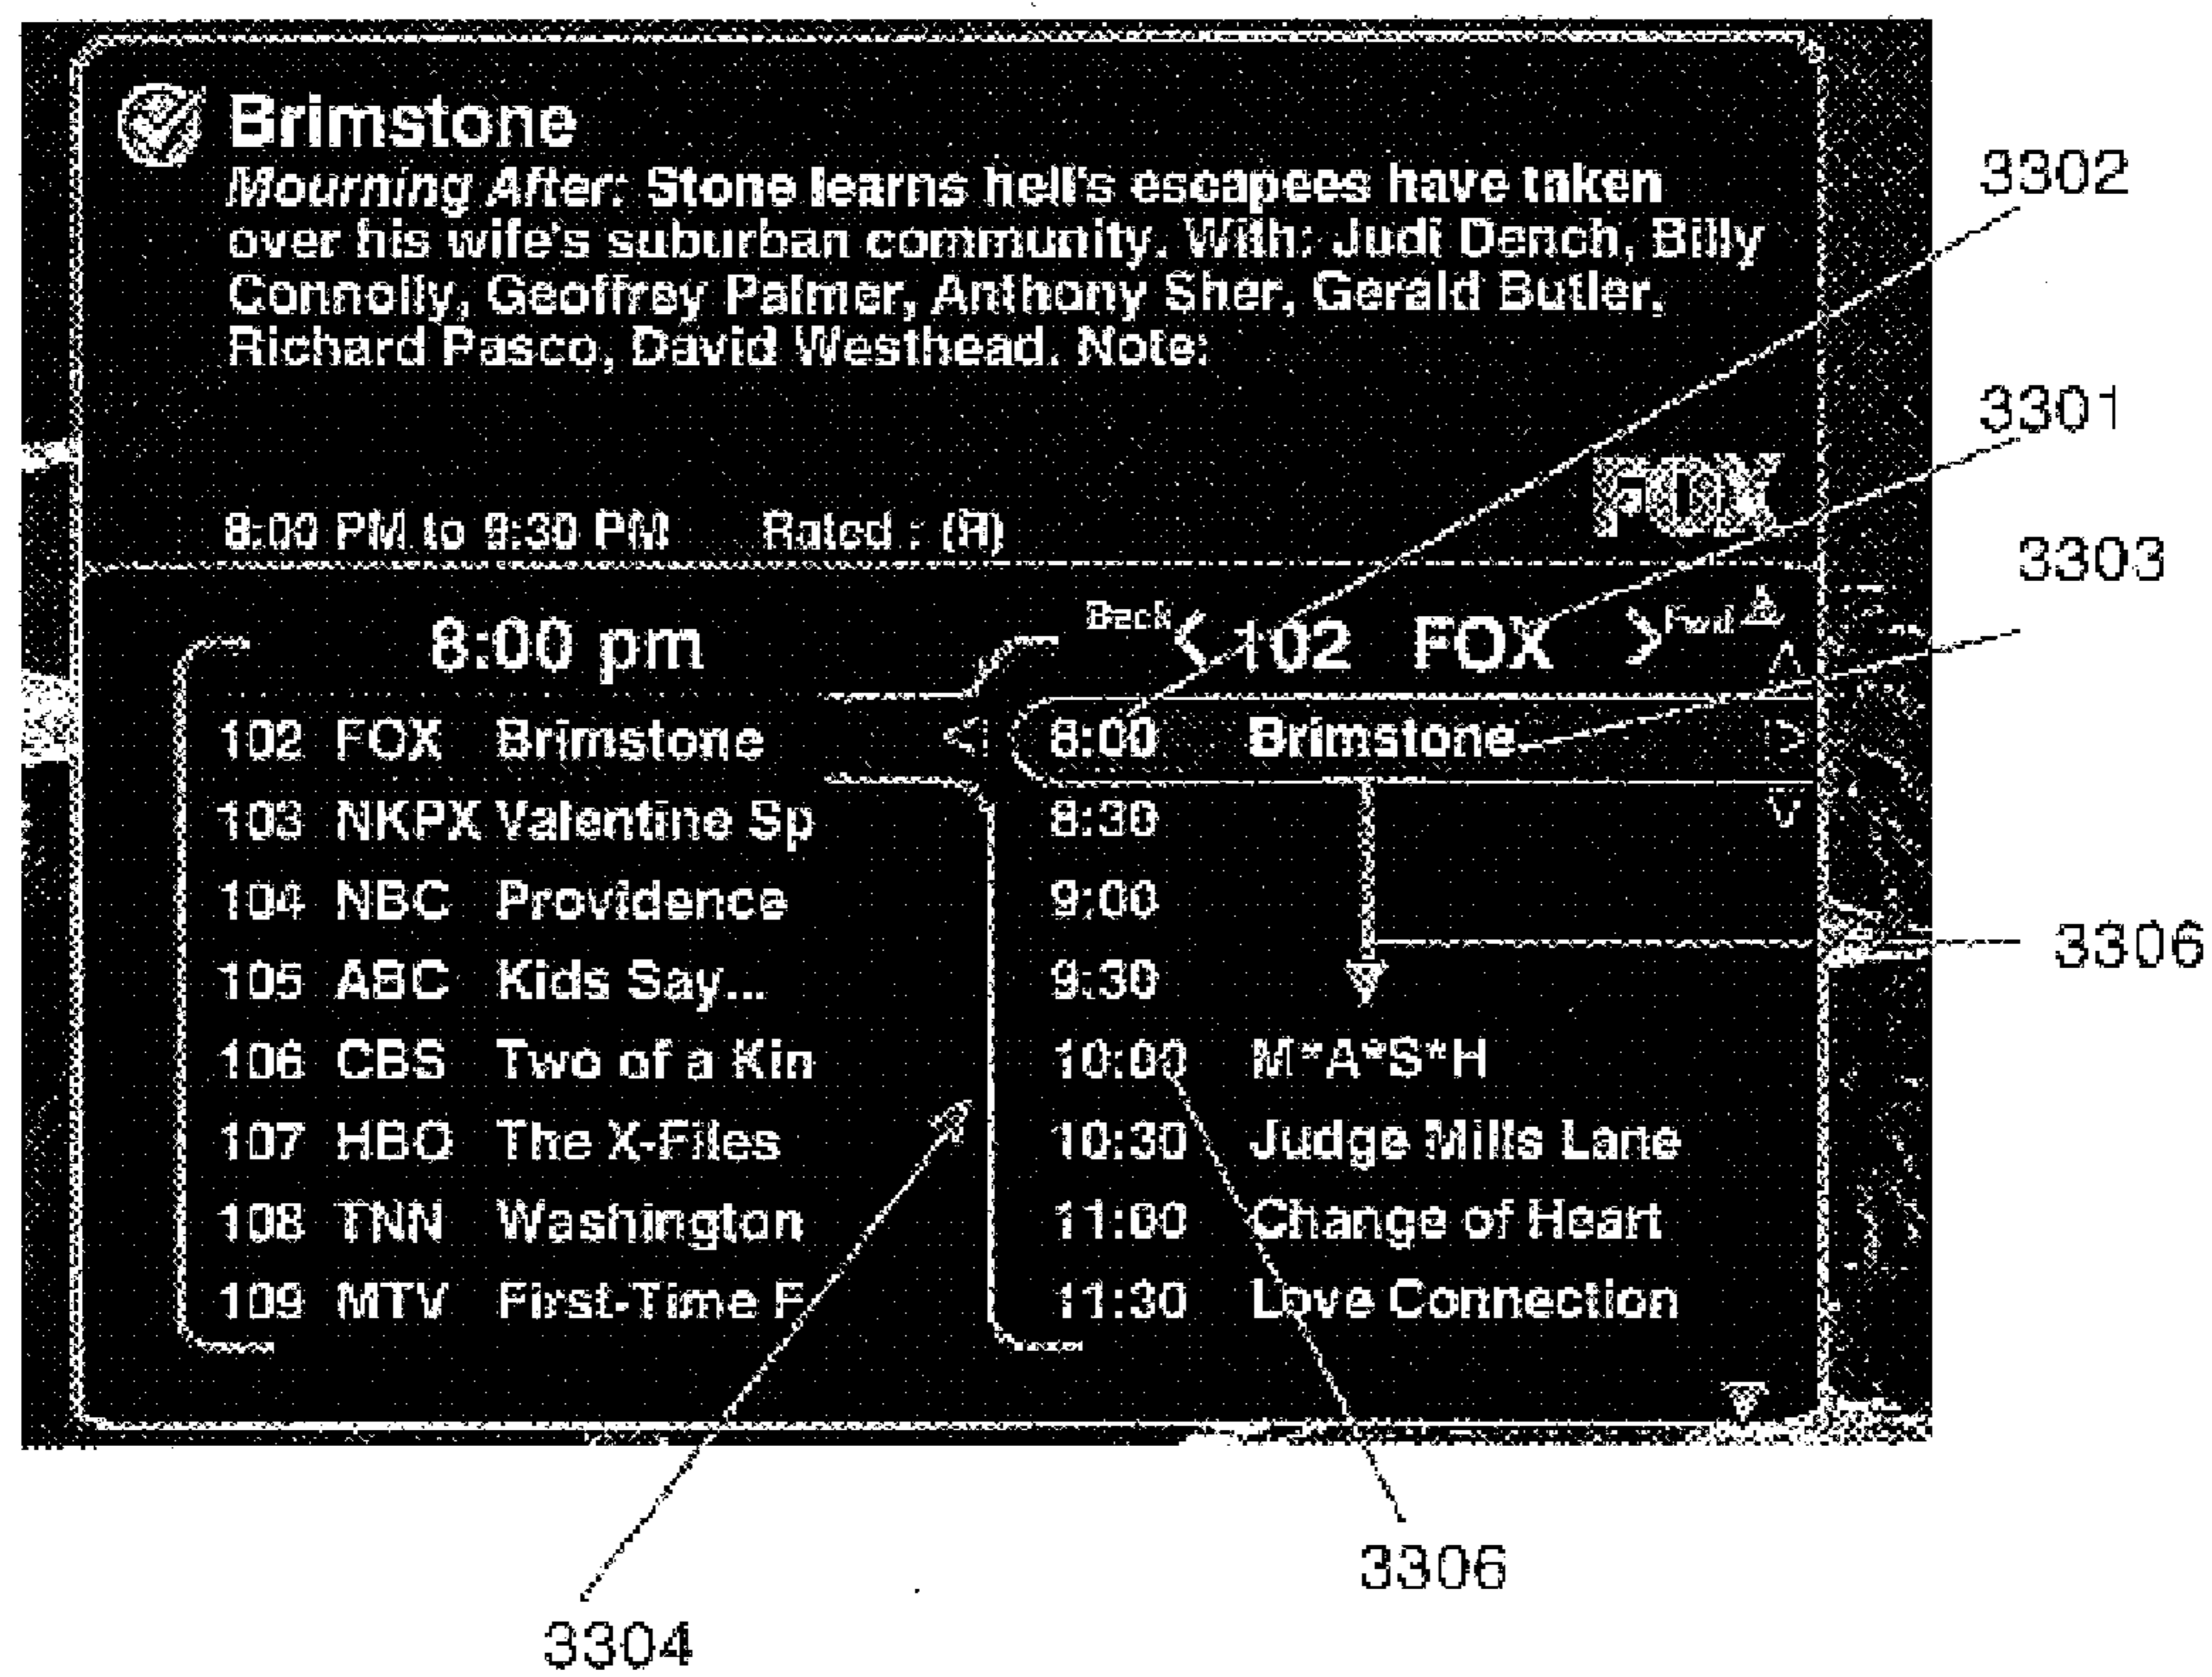 Brimstone
Mourning After: Stone learns hell's escapees have taken
over his wife's suburban community. With: Judi Dench, Billy
Connolly, Geoffrey Palmer, Anthony Sher, Gerald Butler,
Richard Pasco, David Westhead. Note:
FOX
8:00 PM to 9:30 PM Rated : (R)
8:00 pm
102 FOX Brimstone
103 NKPX Valentine Sp
104 NBC Providence
105 ABC Kids Say...
106 CBS Two of a Kin
107 HBO The X-Files
108 TNN Washington
109 MTV First-Time F
Back < 102 FOX > Fwd
8:00 Brimstone
8:30
9:00
9:30
10:00 M*A*S*H
10:30 Judge Mills Lane
11:00 Change of Heart
11:30 Love Connection
3302
3301
3303
3306
3306
3304